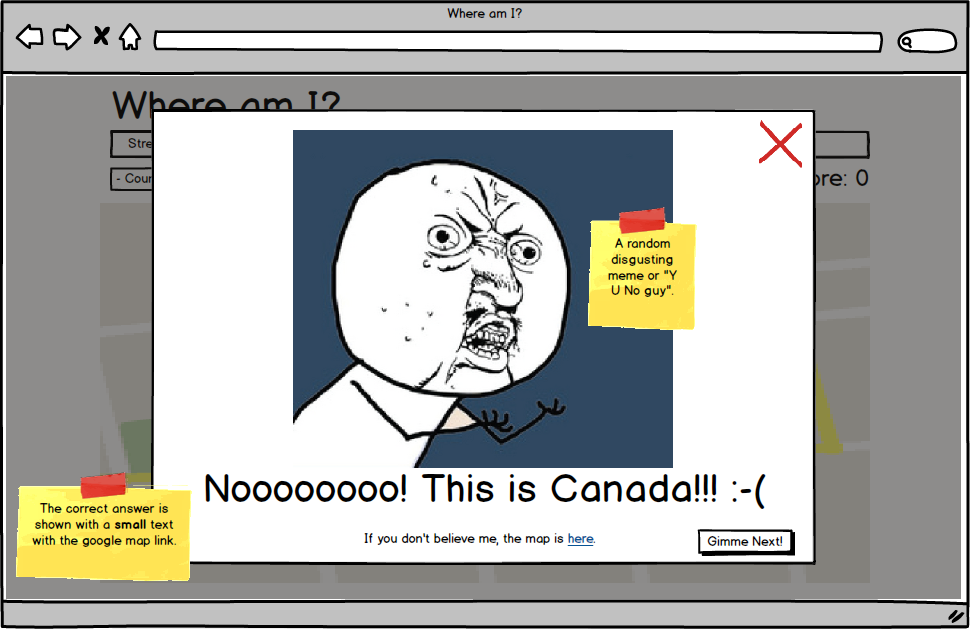 Where am I?
Where am I?
Stre
- Coun
ore: 0
A random
disgusting
meme or "Y
U No guy".
Noooooooo! This is Canada!!! :-(
The correct answer is
shown with a small text
with the google map link.
If you don't believe me, the map is here.
Gimme Next!